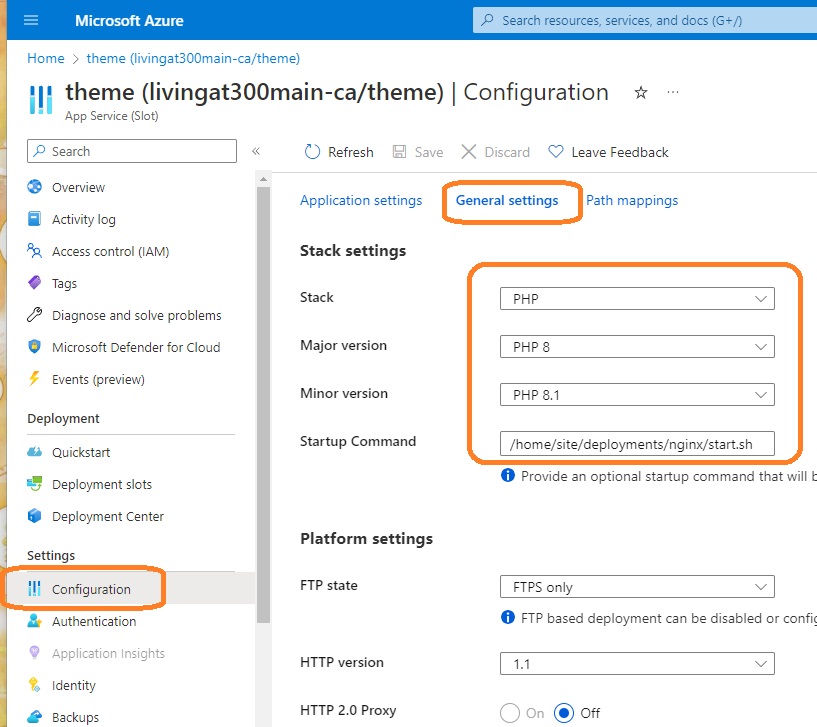 Microsoft Azure
Search resources, services, and docs (G+/)
Home > theme (livingat300main-ca/theme)
theme (livingat300main-ca/theme) | Configuration
App Service (Slot)
Search
Overview
Activity log
Access control (IAM)
Tags
Diagnose and solve problems
Microsoft Defender for Cloud
Events (preview)
Deployment
Quickstart
Deployment slots
Deployment Center
Settings
Configuration
Authentication
Application Insights
Identity
Backups
Refresh Save Discard Leave Feedback
Application settings General settings Path mappings
Stack settings
Stack PHP
Major version PHP 8
Minor version PHP 8.1
Startup Command /home/site/deployments/nginx/start.sh
Provide an optional startup command that will b
Platform settings
FTP state FTPS only
FTP based deployment can be disabled or config
HTTP version 1.1
HTTP 2.0 Proxy On Off